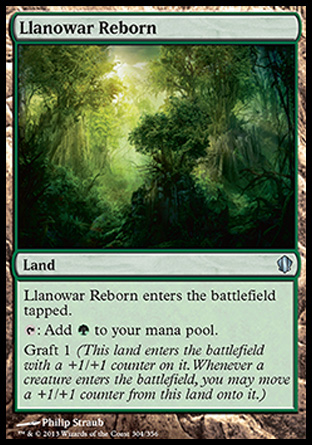 Llanowar Reborn
Land
Llanowar Reborn enters the battlefield
tapped.
: Add to your mana pool.
Graft 1 (This land enters the battlefield
with a +1/+1 counter on it. Whenever a
creature enters the battlefield, you may move
a +1/+1 counter from this land onto it.)
Philip Straub
™ & © 2013 Wizards of the Coast 304/356